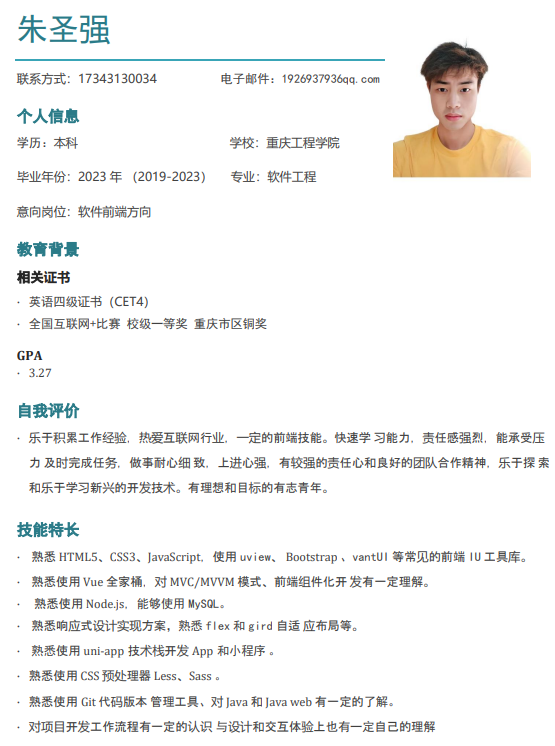 朱圣强
联系方式：17343130034 电子邮件：1926937936qq.com
个人信息
学历：本科 学校：重庆工程学院
毕业年份：2023 年 （2019-2023） 专业：软件工程
意向岗位：软件前端方向
教育背景
相关证书
· 英语四级证书（CET4）
· 全国互联网+比赛 校级一等奖 重庆市区铜奖
GPA
· 3.27
自我评价
· 乐于积累工作经验，热爱互联网行业，一定的前端技能。快速学习能力，责任感强烈，能承受压
力及时完成任务，做事耐心细致，上进心强，有较强的责任心和良好的团队合作精神，乐于探索
和乐于学习新兴的开发技术。有理想和目标的有志青年。
技能特长
· 熟悉 HTML5、CSS3、JavaScript，使用 uview、 Bootstrap 、vantUI 等常见的前端 IU 工具库。
· 熟悉使用 Vue 全家桶，对 MVC/MVVM 模式、前端组件化开发有一定理解。
· 熟悉使用 Node.js，能够使用 MySQL。
· 熟悉响应式设计实现方案，熟悉 flex 和 gird 自适应布局等。
· 熟悉使用 uni-app 技术栈开发 App 和小程序 。
· 熟悉使用 CSS 预处理器 Less、Sass 。
· 熟悉使用 Git 代码版本 管理工具、对 Java 和 Java web 有一定的了解。
· 对项目开发工作流程有一定的认识 与设计和交互体验上也有一定自己的理解